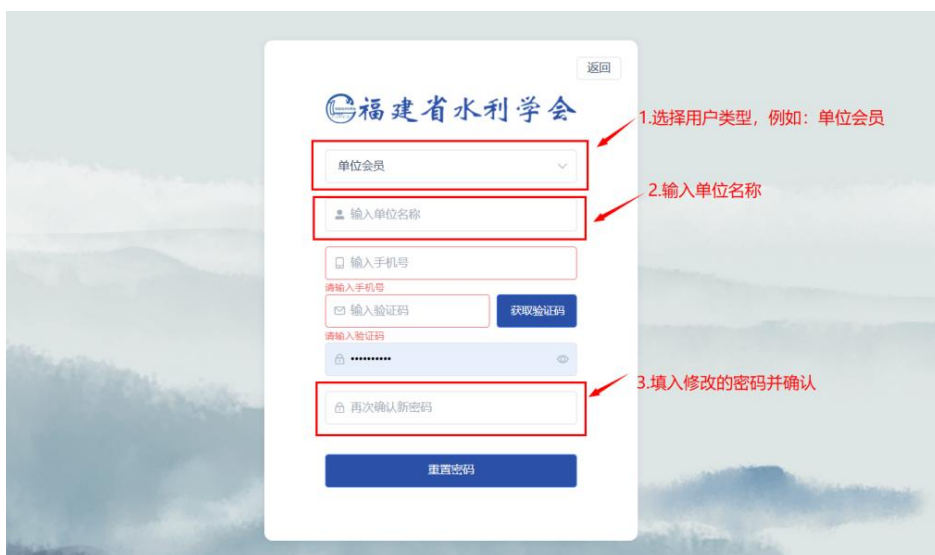 返回
福建省水利学会
1.选择用户类型，例如：单位会员
单位会员
2.输入单位名称
输入单位名称
输入手机号
请输入手机号
输入验证码
获取验证码
请输入验证码
••••••••••
3.填入修改的密码并确认
再次确认新密码
重置密码